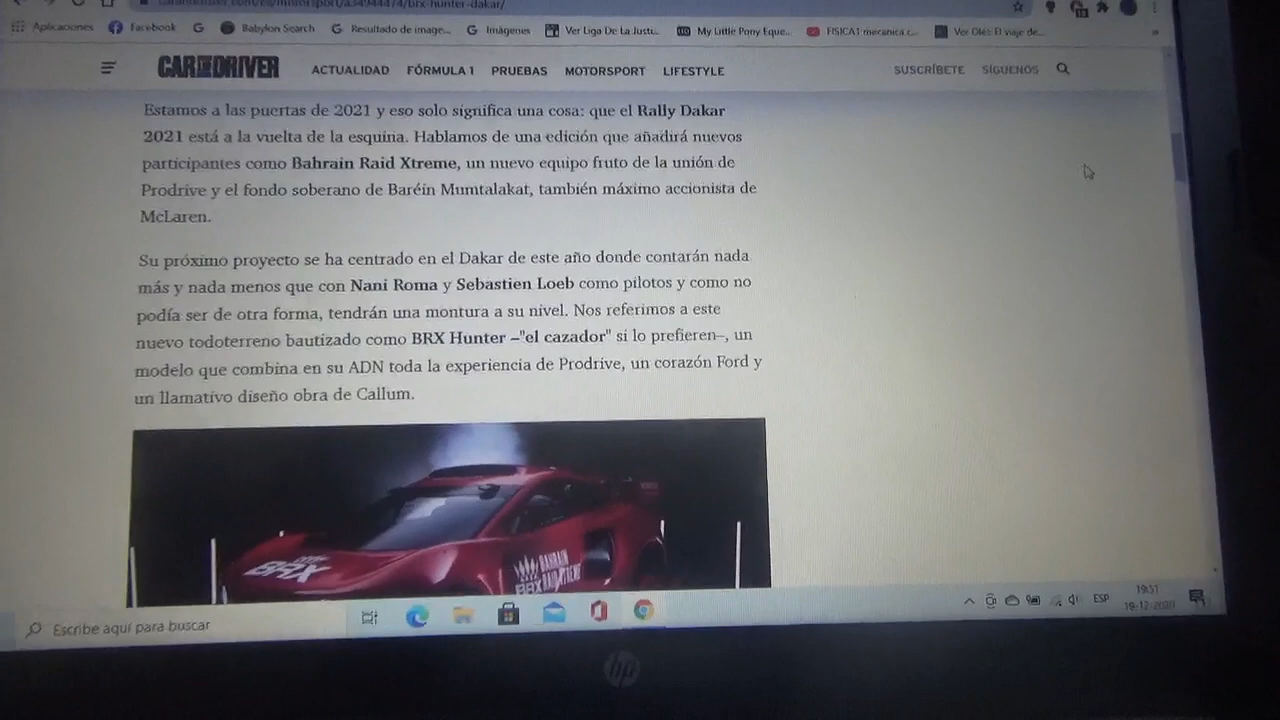 Aplicaciones Facebook G Babylon Search Resultado de image... Imágenes Ver Liga De La Justi... My Little Pony Eque... FISICA1 mecanica c... Ver Olé: El viaje de... »
CAR AND DRIVER ACTUALIDAD FÓRMULA 1 PRUEBAS MOTORSPORT LIFESTYLE SUSCRÍBETE SÍGUENOS
Estamos a las puertas de 2021 y eso solo significa una cosa: que el Rally Dakar
2021 está a la vuelta de la esquina. Hablamos de una edición que añadirá nuevos
participantes como Bahrain Raid Xtreme, un nuevo equipo fruto de la unión de
Prodrive y el fondo soberano de Baréin Mumtalakat, también máximo accionista de
McLaren.
Su próximo proyecto se ha centrado en el Dakar de este año donde contarán nada
más y nada menos que con Nani Roma y Sebastien Loeb como pilotos y como no
podía ser de otra forma, tendrán una montura a su nivel. Nos referimos a este
nuevo todoterreno bautizado como BRX Hunter –"el cazador" si lo prefieren–, un
modelo que combina en su ADN toda la experiencia de Prodrive, un corazón Ford y
un llamativo diseño obra de Callum.
BRX
BAHRAIN
BRX RAID XTREME
Escribe aquí para buscar
ESP
19:51
19-12-2020
hp